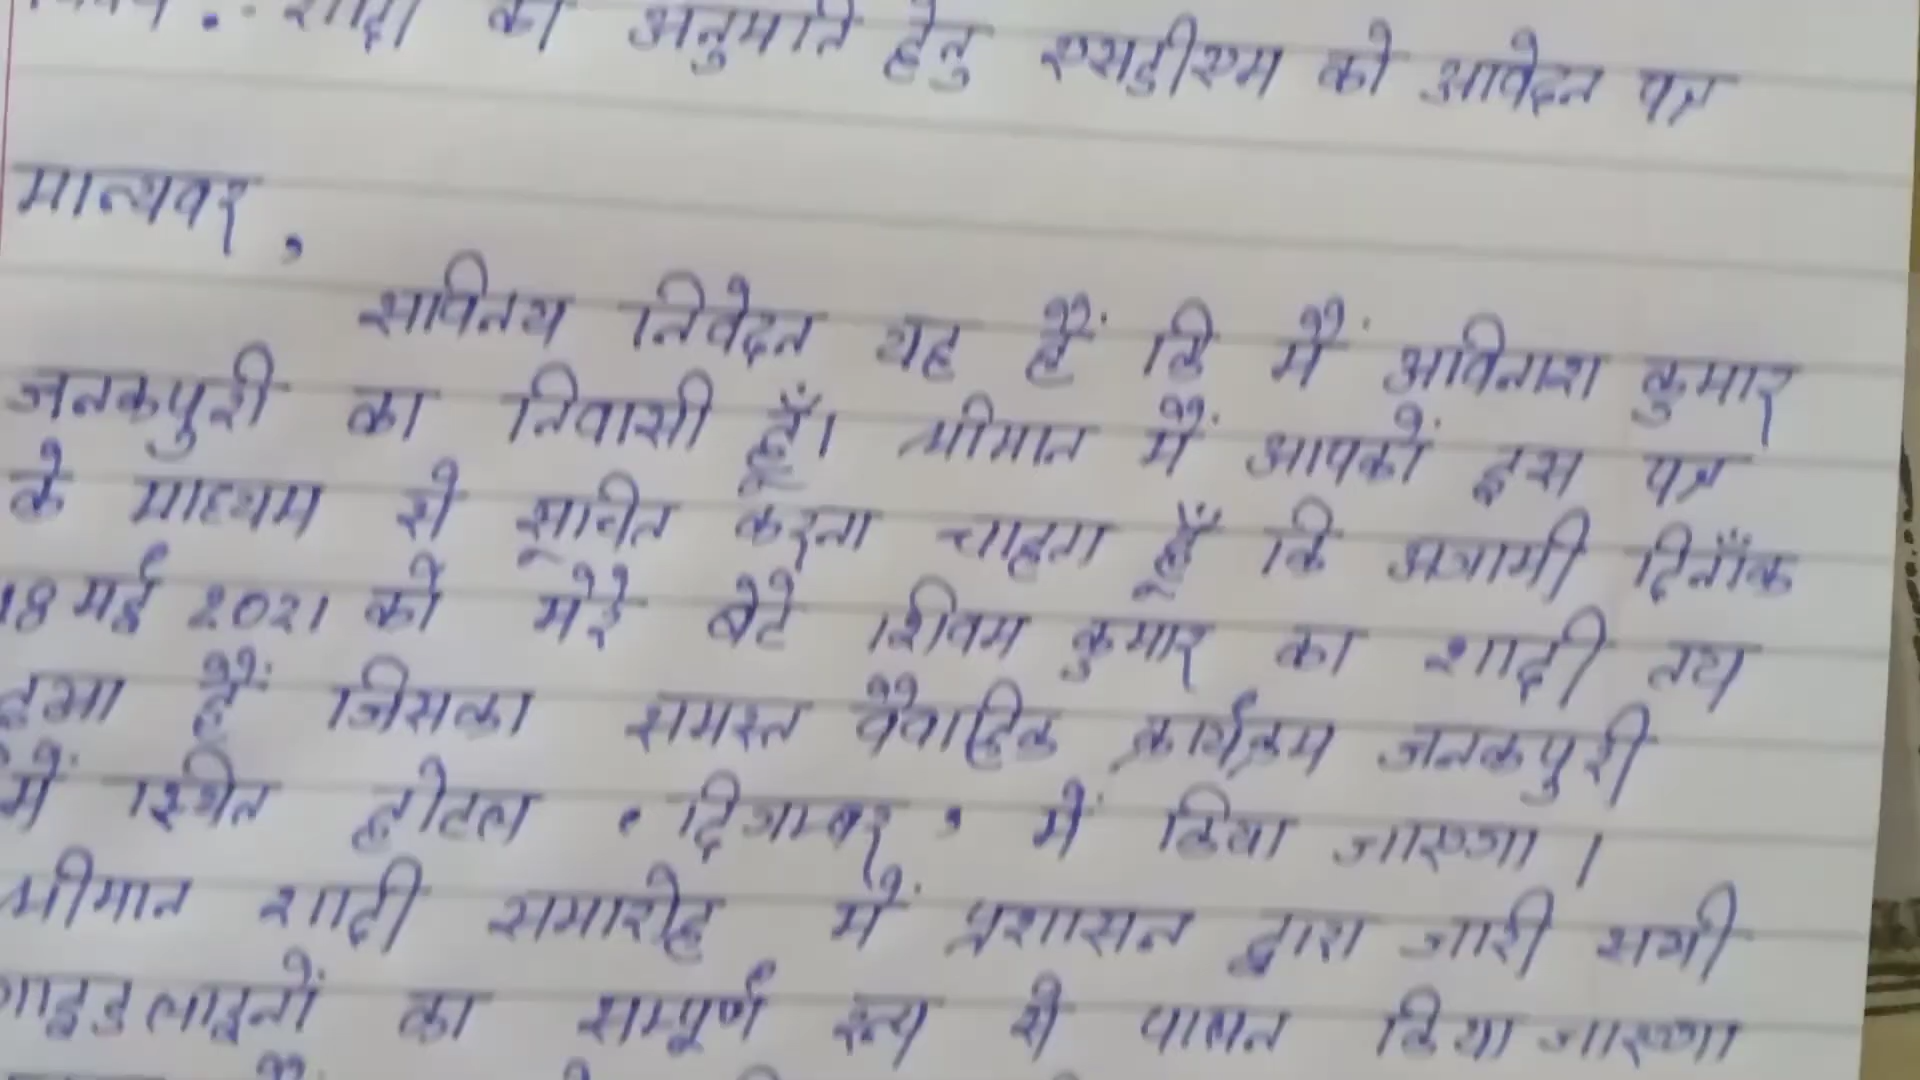 शादी की अनुमति हेतु एसडीएम को आवेदन पत्र
मान्यवर,
सविनय निवेदन यह हैं कि मैं अविनाश कुमार
जनकपुरी का निवासी हूँ। श्रीमान मैं आपकों इस पत्र
के माध्यम से सूचित करना चाहता हूँ कि अगामी दिनाँक
18 मई 2021 को मेरे बेटे शिवम कुमार का शादी तय
हुआ हैं जिसका समस्त वैवाहिक कार्यक्रम जनकपुरी
में स्थित होटल ' दिगम्बर ' में किया जाएगा ।
श्रीमान शादी समारोह में प्रशासन द्वारा जारी सभी
गाइडलाइनों का सम्पूर्ण रूप से पालन किया जाएगा